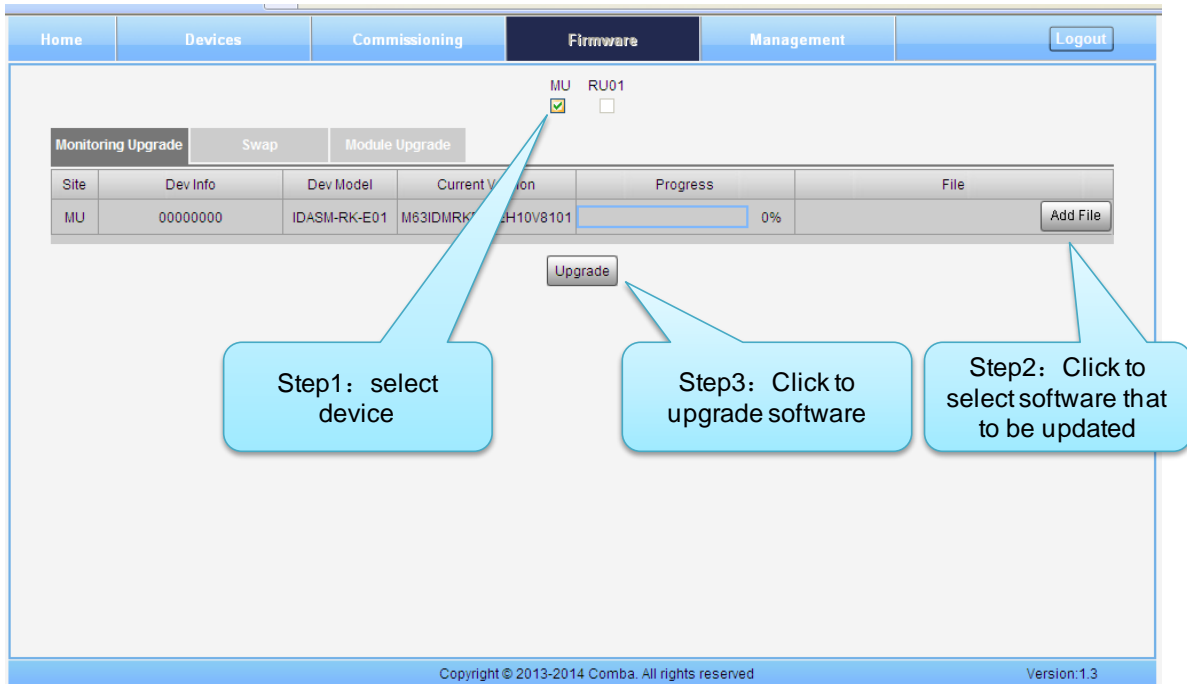 Home Devices Commissioning Firmware Management Logout
MU RU01
Monitoring Upgrade Swap Module Upgrade
Site Dev Info Dev Model Current Progress File
MU 00000000 IDASM-RK-E01 0% Add File
Upgrade
Step1：select
device
Step3：Click to
upgrade software
Step2：Click to
select software that
to be updated
Copyright © 2013-2014 Comba. All rights reserved Version:1.3